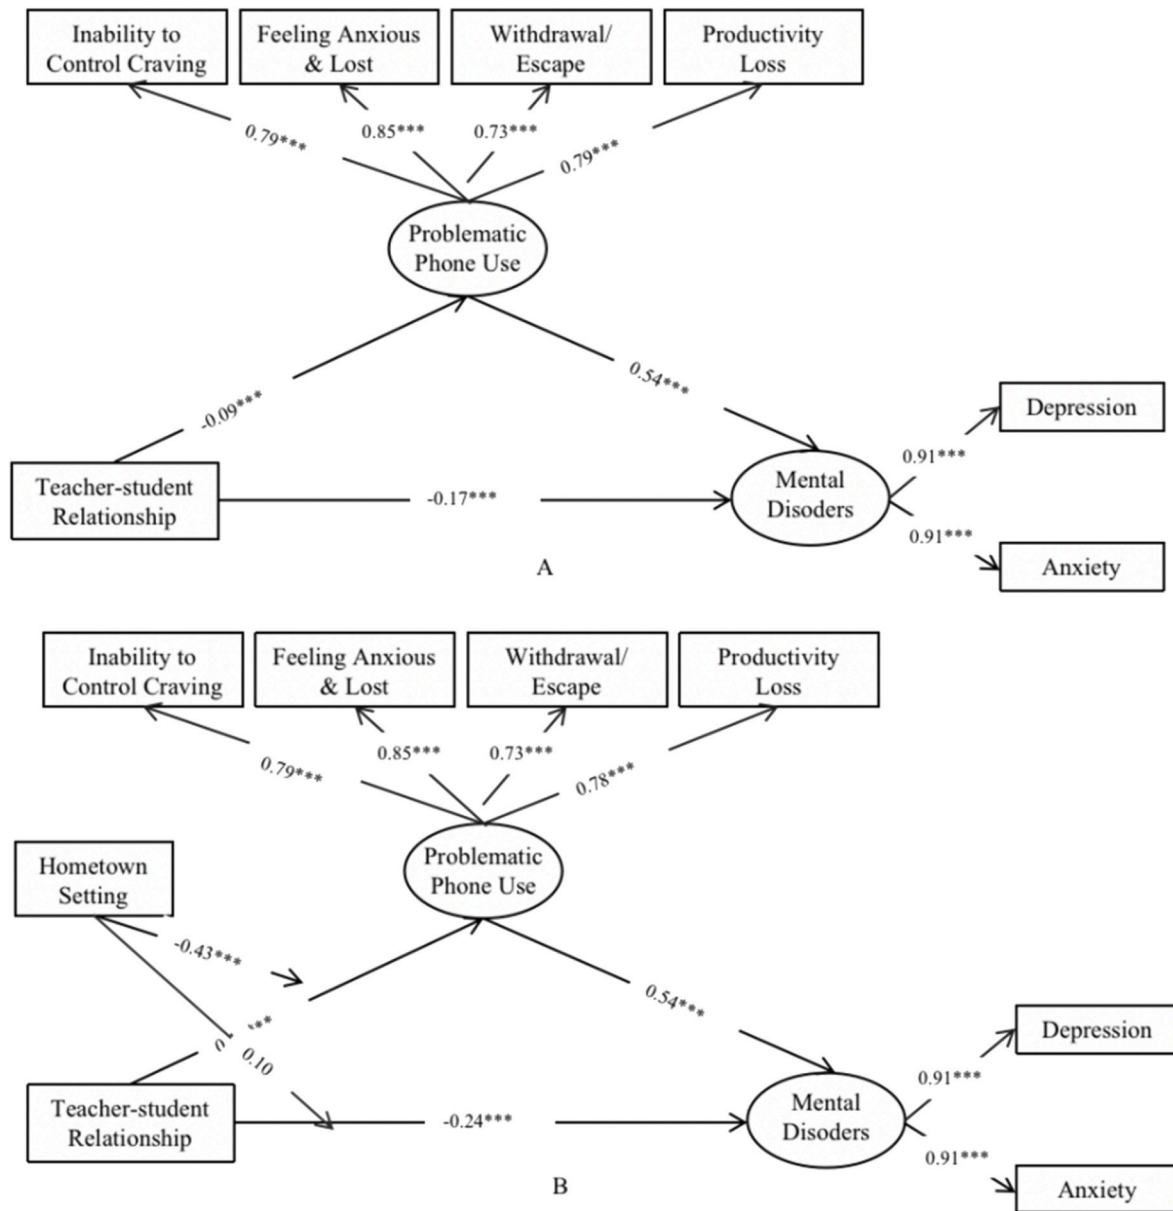 Inability to
Control Craving
Feeling Anxious
& Lost
Withdrawal/
Escape
Productivity
Loss
0.79***
0.85***
0.73***
0.79***
Problematic
Phone Use
-0.09***
0.54***
Teacher-student
Relationship
-0.17***
Mental
Disoders
0.91***
0.91***
Depression
Anxiety
A
Inability to
Control Craving
Feeling Anxious
& Lost
Withdrawal/
Escape
Productivity
Loss
0.79***
0.85***
0.73***
0.78***
Problematic
Phone Use
Hometown
Setting
-0.43***
0.10
0.54***
Teacher-student
Relationship
-0.24***
Mental
Disoders
0.91***
0.91***
Depression
Anxiety
B